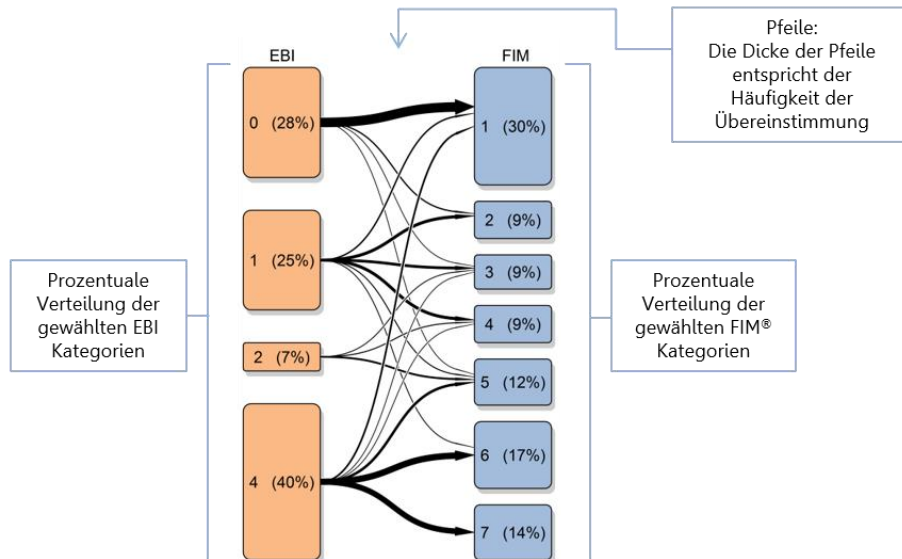 Pfeile:
Die Dicke der Pfeile
entspricht der
Häufigkeit der
Übereinstimmung
EBI
FIM
0 (28%)
1 (25%)
2 (7%)
4 (40%)
1 (30%)
2 (9%)
3 (9%)
4 (9%)
5 (12%)
6 (17%)
7 (14%)
Prozentuale
Verteilung der
gewählten EBI
Kategorien
Prozentuale
Verteilung der
gewählten FIM®
Kategorien